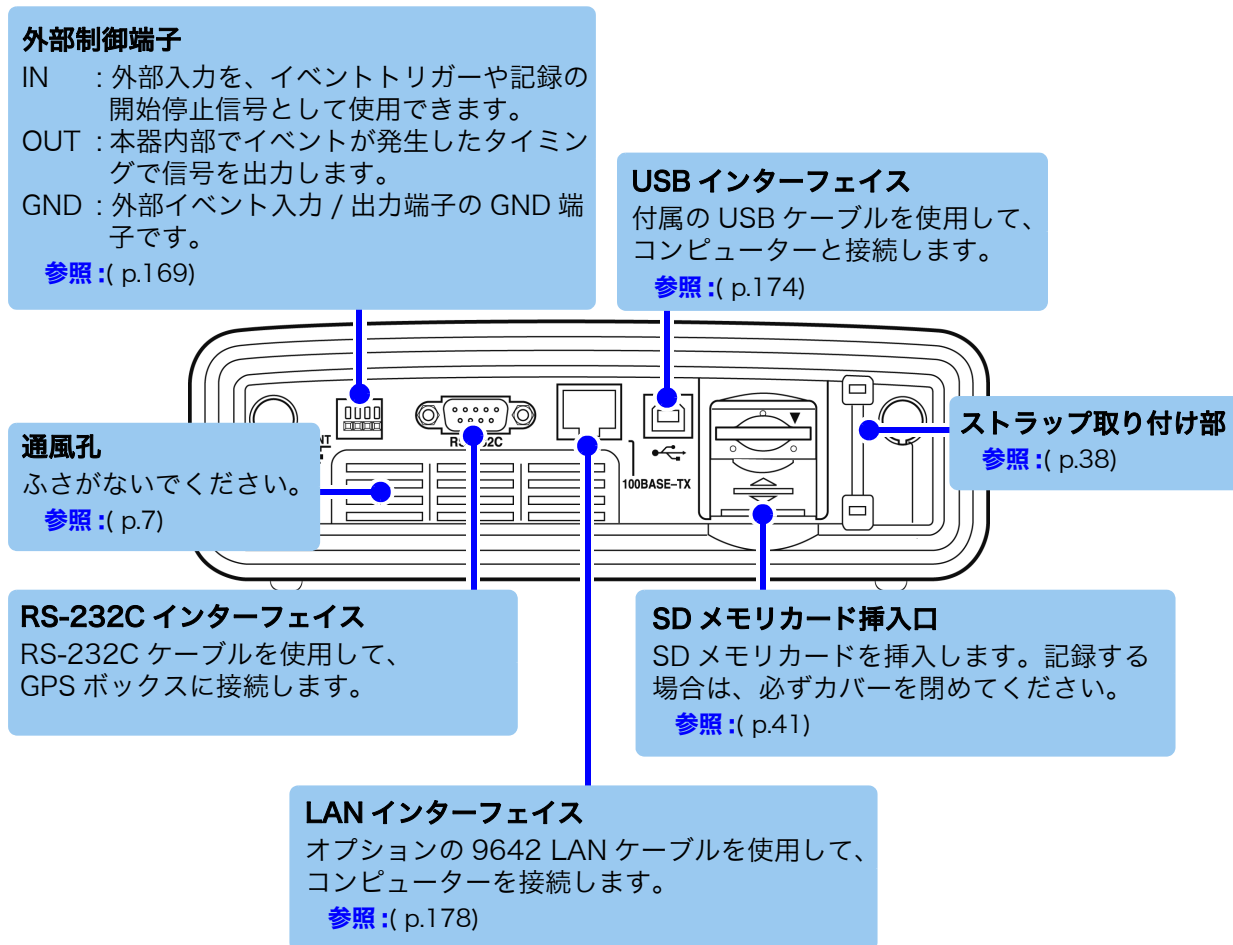 外部制御端子
IN : 外部入力を、イベントトリガーや記録の
開始停止信号として使用できます。
OUT : 本器内部でイベントが発生したタイミン
グで信号を出力します。
GND : 外部イベント入力 / 出力端子の GND 端
子です。
参照 :( p.169)
USB インターフェイス
付属の USB ケーブルを使用して、
コンピューターと接続します。
参照 :( p.174)
通風孔
ふさがないでください。
参照 :( p.7)
ストラップ取り付け部
参照 :( p.38)
100BASE-TX
RS-232C インターフェイス
RS-232C ケーブルを使用して、
GPS ボックスに接続します。
SD メモリカード挿入口
SD メモリカードを挿入します。記録する
場合は、必ずカバーを閉めてください。
参照 :( p.41)
LAN インターフェイス
オプションの 9642 LAN ケーブルを使用して、
コンピューターを接続します。
参照 :( p.178)